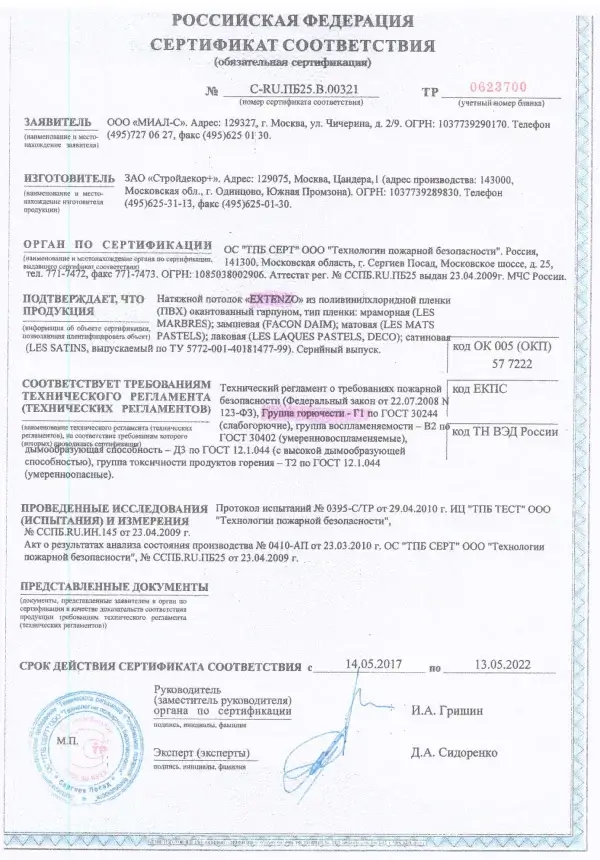 РОССИЙСКАЯ ФЕДЕРАЦИЯ
СЕРТИФИКАТ СООТВЕТСТВИЯ
(обязательная сертификация)
№ C-RU.ПБ25.В.00321 ТР 0623700
(номер сертификата соответствия) (учетный номер бланка)
ЗАЯВИТЕЛЬ ООО «МИАЛ-С». Адрес: 129327, г. Москва, ул. Чичерина, д. 2/9. ОГРН: 1037739290170. Телефон
(наименование и место- (495)727 06 27, факс (495)625 01 30.
нахождение заявителя)
ИЗГОТОВИТЕЛЬ ЗАО «Стройдекор+». Адрес: 129075, Москва, Цандера,1 (адрес производства: 143000,
(наименование и место- Московская обл., г. Одинцово, Южная Промзона). ОГРН: 1037739289830. Телефон
нахождение изготовителя (495)625-31-13, факс (495)625-01-30.
продукции)
ОРГАН ПО СЕРТИФИКАЦИИ ОС "ТПБ СЕРТ" ООО "Технологии пожарной безопасности". Россия,
(наименование и местонахождение органа по сертификации, 141300, Московская область, г. Сергиев Посад, Московское шоссе, д. 25,
выдавшего сертификат соответствия) тел. 771-7472, факс 771-7473. ОГРН: 1085038002906. Аттестат рег. № ССПБ.RU.ПБ25 выдан 23.04.2009г. МЧС России.
ПОДТВЕРЖДАЕТ, ЧТО Натяжной потолок «EXTENZO» из поливинилхлоридной пленки
ПРОДУКЦИЯ (ПВХ) окантованный гарпуном, тип пленки: мраморная (LES
(информация об объекте сертификации, MARBRES); замшевая (FACON DAIM); матовая (LES MATS
позволяющая идентифицировать объект) PASTELS); лаковая (LES LAQUES PASTELS, DECO); сатиновая
(LES SATINS, выпускаемый по ТУ 5772-001-40181477-99). Серийный выпуск.
код ОК 005 (ОКП)
57 7222
СООТВЕТСТВУЕТ ТРЕБОВАНИЯМ Технический регламент о требованиях пожарной код ЕКПС
ТЕХНИЧЕСКОГО РЕГЛАМЕНТА безопасности (Федеральный закон от 22.07.2008 N
(ТЕХНИЧЕСКИХ РЕГЛАМЕНТОВ) 123-ФЗ), Группа горючести - Г1 по ГОСТ 30244
(наименование технического регламента (технических (слабогорючие), группа воспламеняемости – В2 по код ТН ВЭД России
регламентов), на соответствие требованиям которого ГОСТ 30402 (умеренновоспламеняемые),
(которых) проводилась сертификация)
дымообразующая способность – Д3 по ГОСТ 12.1.044 (с высокой дымообразующей
способностью), группа токсичности продуктов горения – Т2 по ГОСТ 12.1.044
(умеренноопасные).
ПРОВЕДЕННЫЕ ИССЛЕДОВАНИЯ Протокол испытаний № 0395-С/ТР от 29.04.2010 г. ИЦ "ТПБ ТЕСТ" ООО
(ИСПЫТАНИЯ) И ИЗМЕРЕНИЯ "Технологии пожарной безопасности",
№ ССПБ.RU.ИН.145 от 23.04.2009 г.
Акт о результатах анализа состояния производства № 0410-АП от 23.03.2010 г. ОС "ТПБ СЕРТ" ООО "Технологии
пожарной безопасности", № ССПБ.RU.ПБ25 от 23.04.2009 г.
ПРЕДСТАВЛЕННЫЕ ДОКУМЕНТЫ
(документы, представленные заявителем в орган по
сертификации в качестве доказательств соответствия
продукции требованиям технического регламента
(технических регламентов))
СРОК ДЕЙСТВИЯ СЕРТИФИКАТА СООТВЕТСТВИЯ с 14.05.2017 по 13.05.2022
Руководитель
(заместитель руководителя)
органа по сертификации И.А. Гришин
подпись, инициалы, фамилия
М.П.
Эксперт (эксперты) Д.А. Сидоренко
подпись, инициалы, фамилия